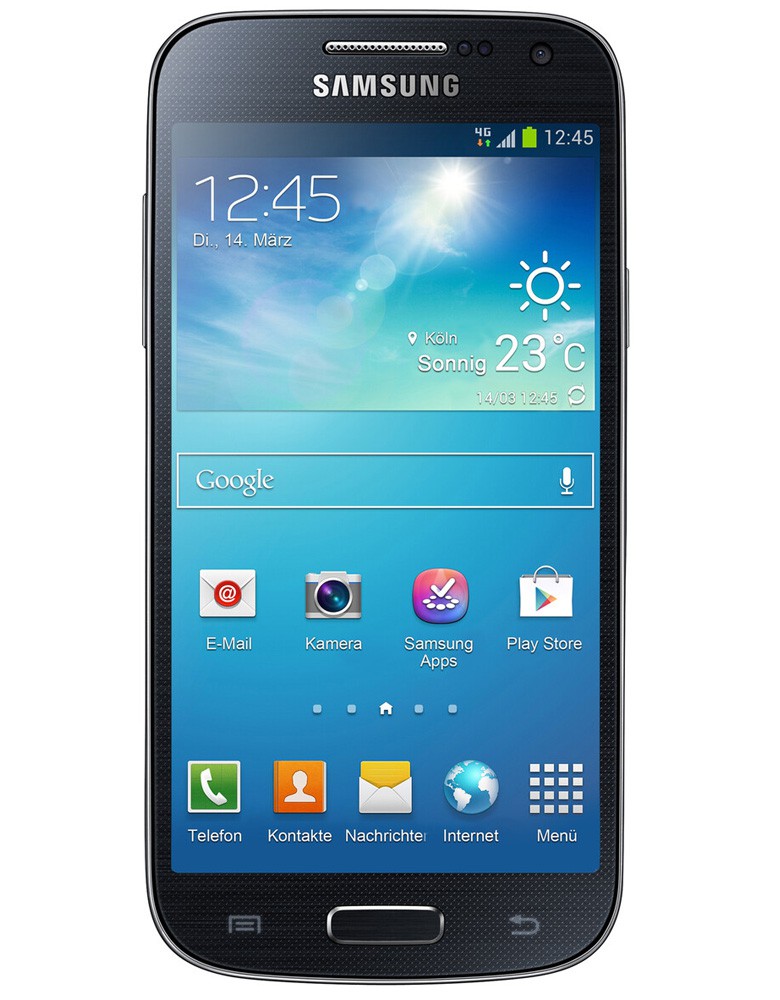 SAMSUNG
4G 12:45
12:45
Di., 14. März
Köln
Sonnig 23°C
14/03 12:45
Google
@
E-Mail Kamera Samsung Apps Play Store
Telefon Kontakte Nachrichte Internet Menü